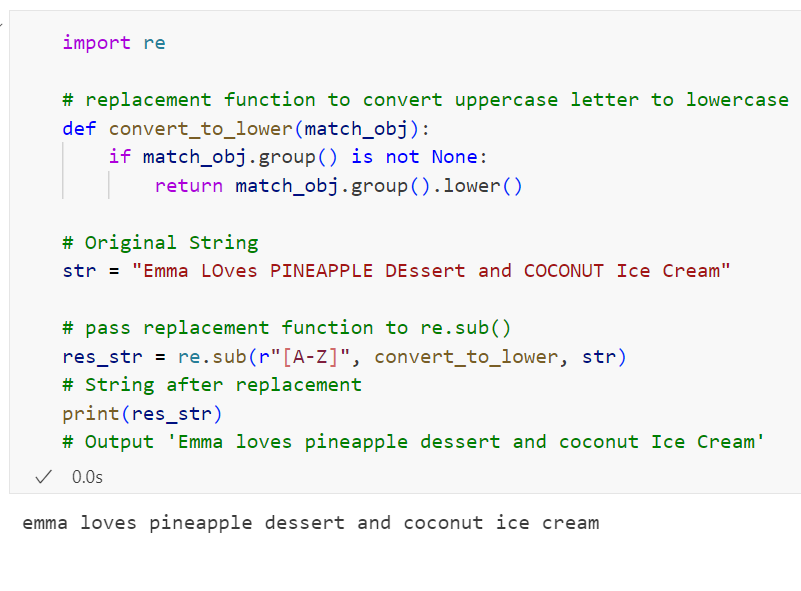 import re
# replacement function to convert uppercase letter to lowercase
def convert_to_lower(match_obj):
    if match_obj.group() is not None:
        return match_obj.group().lower()
# Original String
str = "Emma LOves PINEAPPLE DEssert and COCONUT Ice Cream"
# pass replacement function to re.sub()
res_str = re.sub(r"[A-Z]", convert_to_lower, str)
# String after replacement
print(res_str)
# Output 'Emma loves pineapple dessert and coconut Ice Cream'
0.0s
emma loves pineapple dessert and coconut ice cream